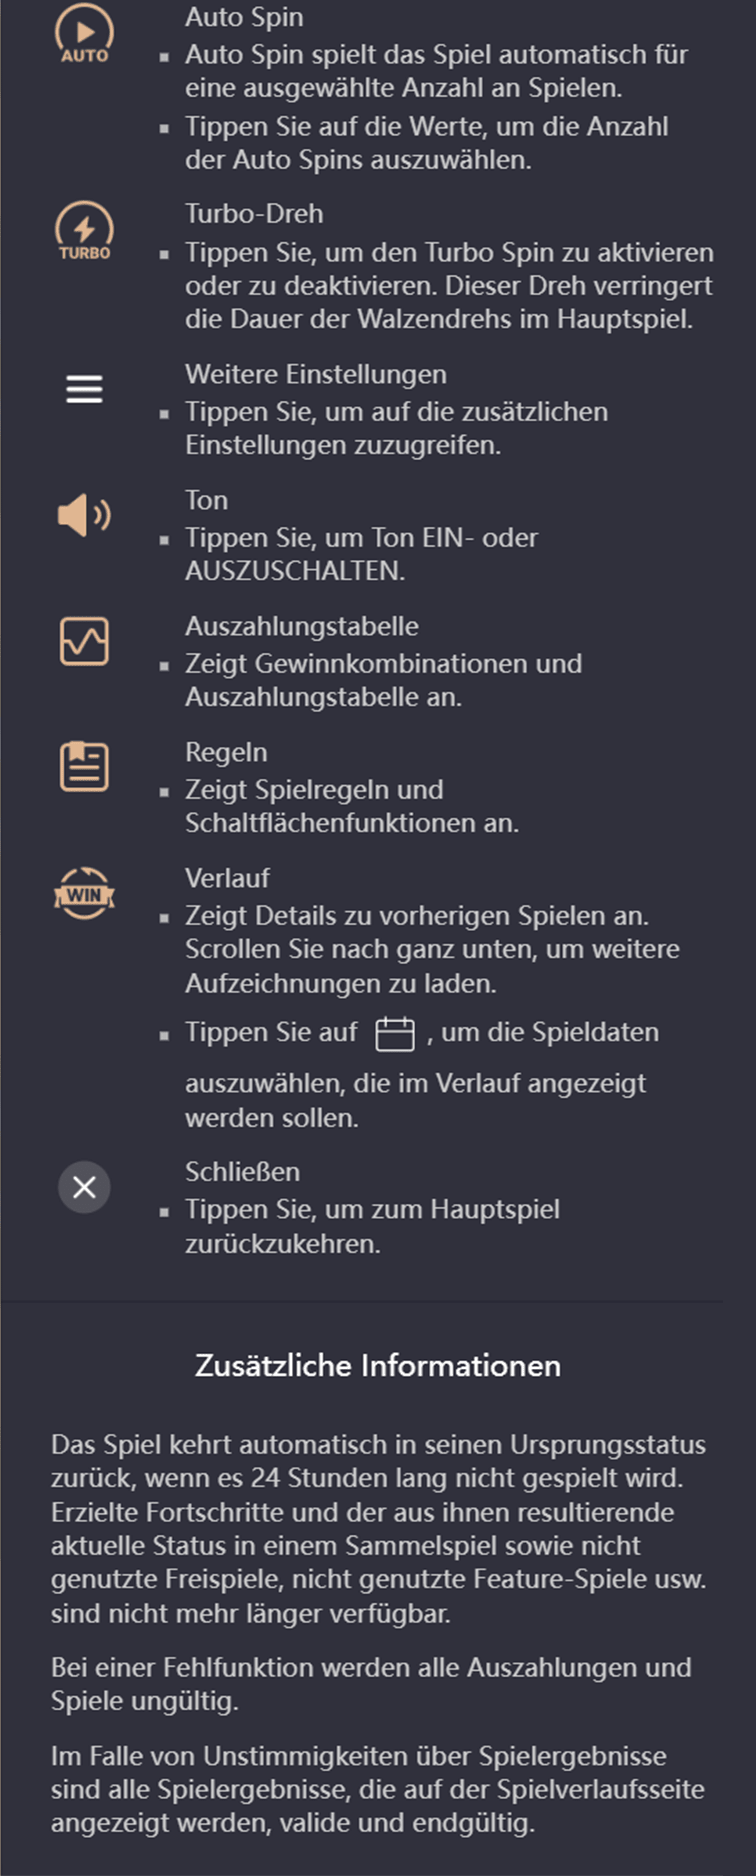 Auto Spin
AUTO
▪ Auto Spin spielt das Spiel automatisch für
eine ausgewählte Anzahl an Spielen.
▪ Tippen Sie auf die Werte, um die Anzahl
der Auto Spins auszuwählen.
Turbo-Dreh
TURBO
▪ Tippen Sie, um den Turbo Spin zu aktivieren
oder zu deaktivieren. Dieser Dreh verringert
die Dauer der Walzendrehs im Hauptspiel.
Weitere Einstellungen
▪ Tippen Sie, um auf die zusätzlichen
Einstellungen zuzugreifen.
Ton
▪ Tippen Sie, um Ton EIN- oder
AUSZUSCHALTEN.
Auszahlungstabelle
▪ Zeigt Gewinnkombinationen und
Auszahlungstabelle an.
Regeln
▪ Zeigt Spielregeln und
Schaltflächenfunktionen an.
Verlauf
WIN
▪ Zeigt Details zu vorherigen Spielen an.
Scrollen Sie nach ganz unten, um weitere
Aufzeichnungen zu laden.
▪ Tippen Sie auf , um die Spieldaten
auszuwählen, die im Verlauf angezeigt
werden sollen.
Schließen
▪ Tippen Sie, um zum Hauptspiel
zurückzukehren.
Zusätzliche Informationen
Das Spiel kehrt automatisch in seinen Ursprungsstatus
zurück, wenn es 24 Stunden lang nicht gespielt wird.
Erzielte Fortschritte und der aus ihnen resultierende
aktuelle Status in einem Sammelspiel sowie nicht
genutzte Freispiele, nicht genutzte Feature-Spiele usw.
sind nicht mehr länger verfügbar.
Bei einer Fehlfunktion werden alle Auszahlungen und
Spiele ungültig.
Im Falle von Unstimmigkeiten über Spielergebnisse
sind alle Spielergebnisse, die auf der Spielverlaufsseite
angezeigt werden, valide und endgültig.